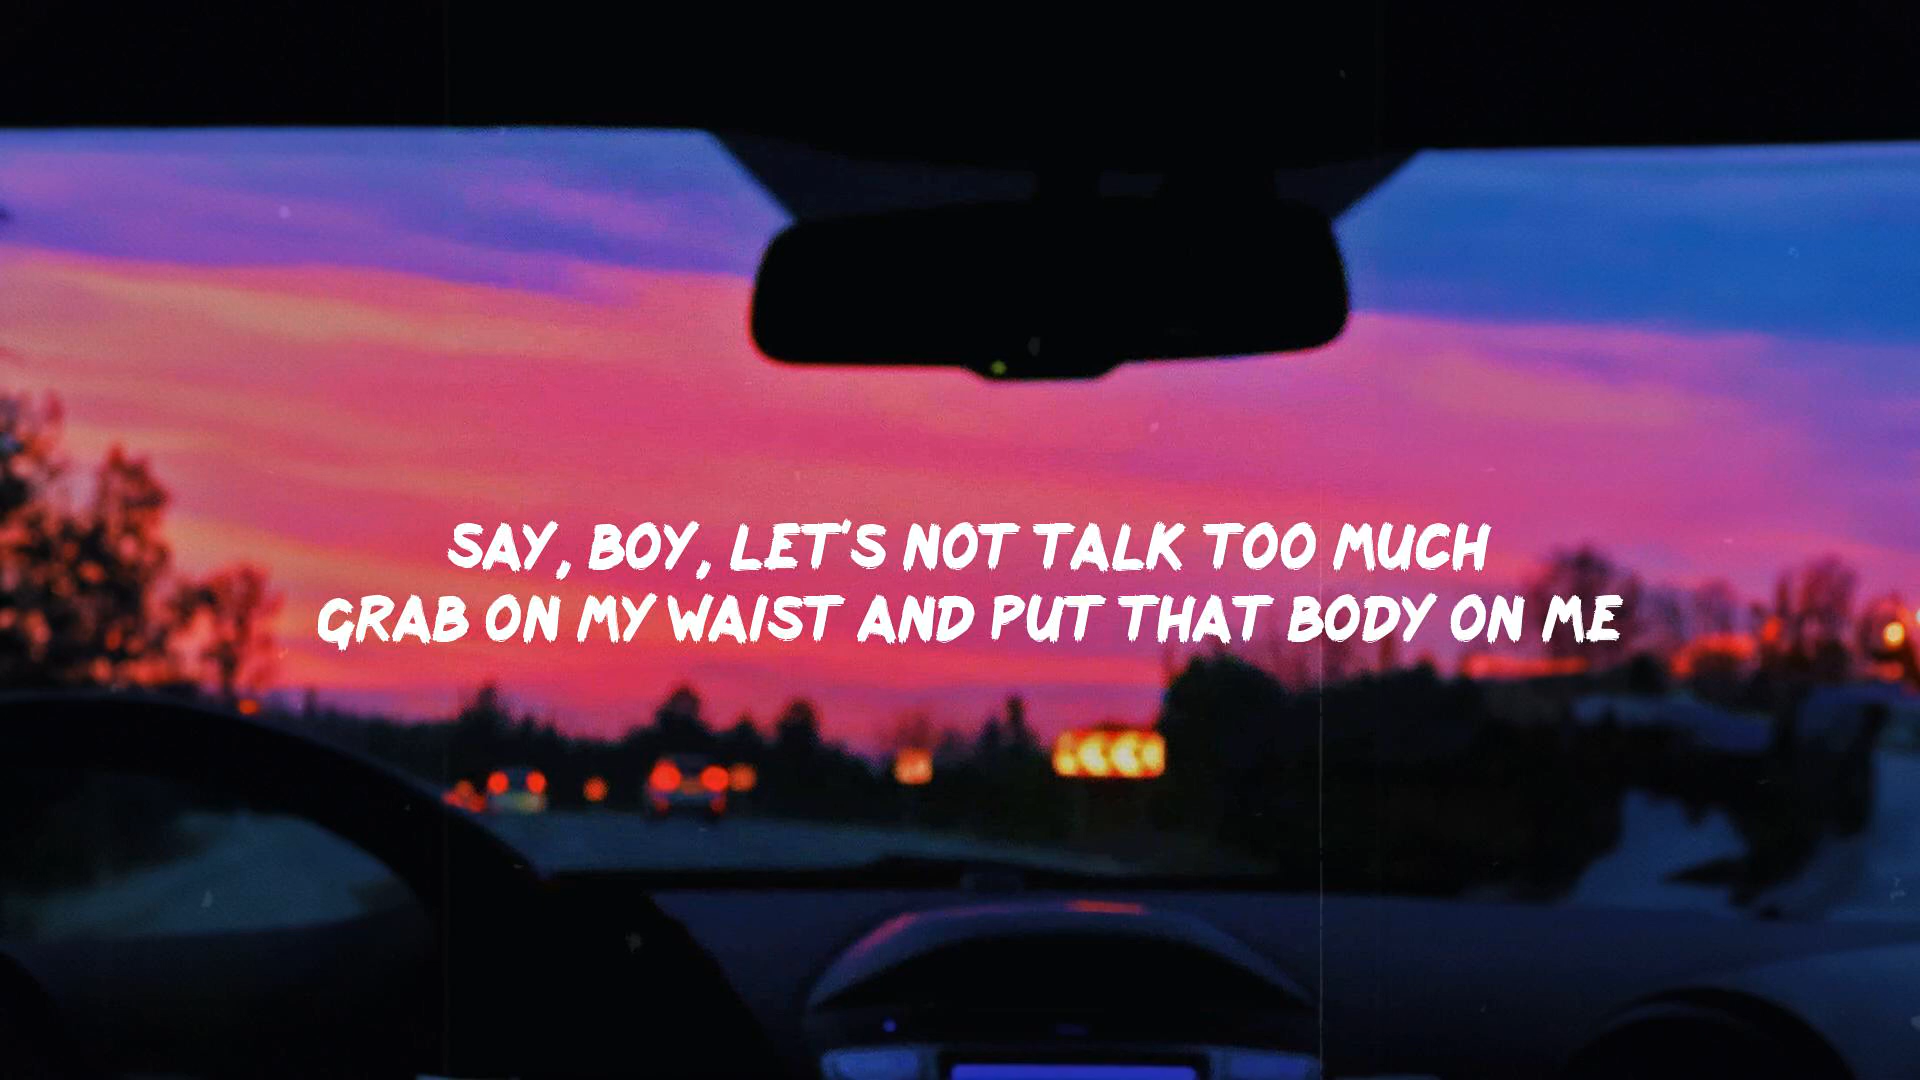 SAY, BOY, LET'S NOT TALK TOO MUCH
GRAB ON MY WAIST AND PUT THAT BODY ON ME